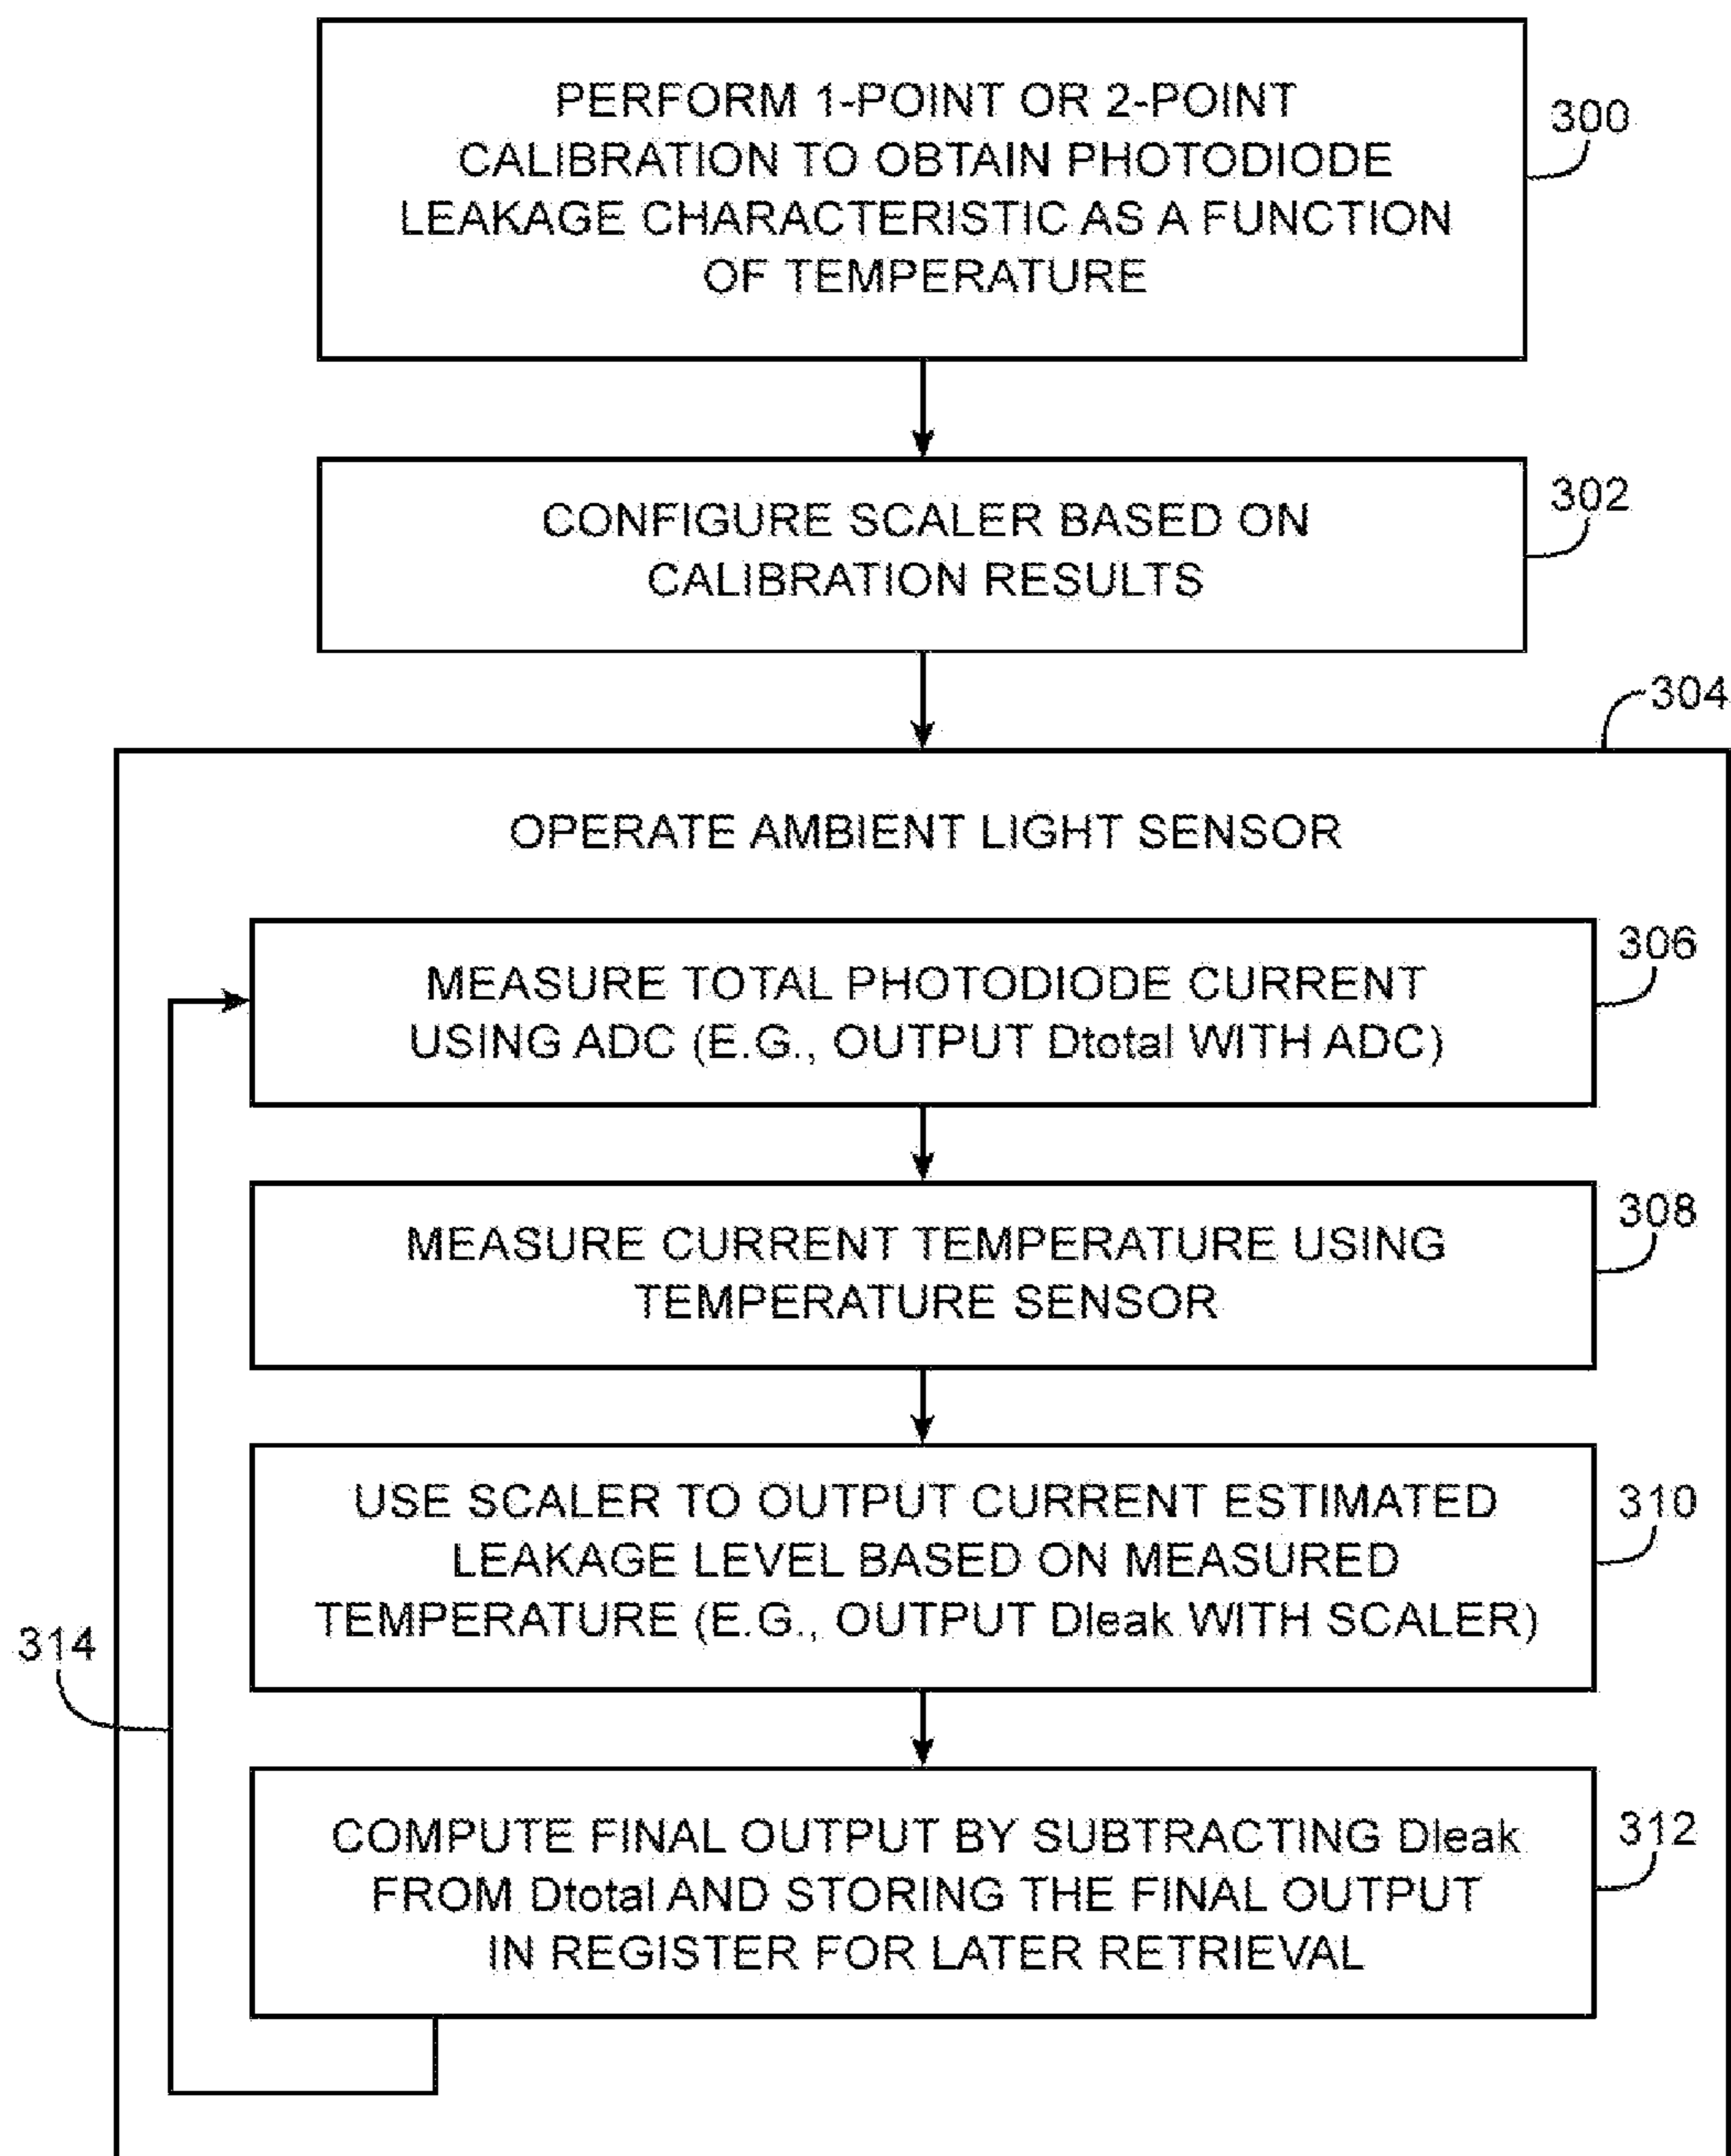 PERFORM 1-POINT OR 2-POINT
CALIBRATION TO OBTAIN PHOTODIODE
LEAKAGE CHARACTERISTIC AS A FUNCTION
OF TEMPERATURE
300
CONFIGURE SCALER BASED ON
CALIBRATION RESULTS
302
304
OPERATE AMBIENT LIGHT SENSOR
MEASURE TOTAL PHOTODIODE CURRENT
USING ADC (E.G., OUTPUT Dtotal WITH ADC)
306
MEASURE CURRENT TEMPERATURE USING
TEMPERATURE SENSOR
308
USE SCALER TO OUTPUT CURRENT ESTIMATED
LEAKAGE LEVEL BASED ON MEASURED
TEMPERATURE (E.G., OUTPUT Dleak WITH SCALER)
310
314
COMPUTE FINAL OUTPUT BY SUBTRACTING Dleak
FROM Dtotal AND STORING THE FINAL OUTPUT
IN REGISTER FOR LATER RETRIEVAL
312